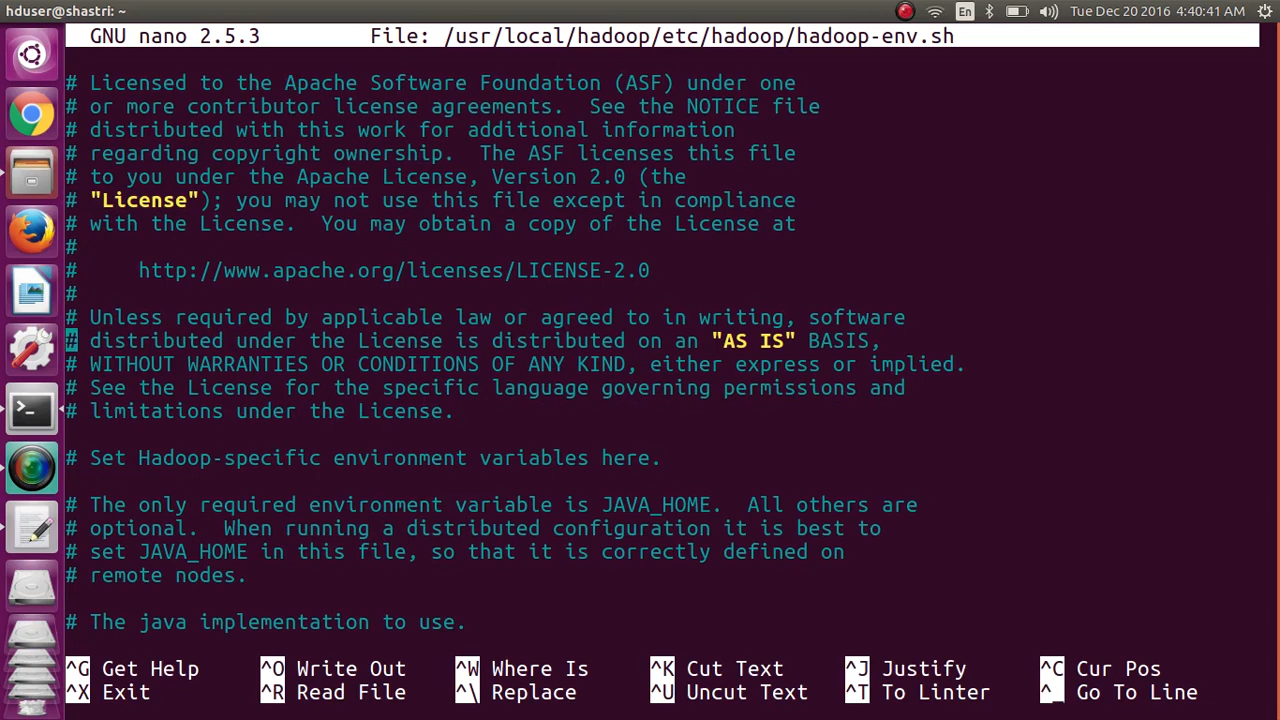 hduser@shastri: ~
En
Tue Dec 20 2016 4:40:41 AM
GNU nano 2.5.3 File: /usr/local/hadoop/etc/hadoop/hadoop-env.sh
# Licensed to the Apache Software Foundation (ASF) under one
# or more contributor license agreements.  See the NOTICE file
# distributed with this work for additional information
# regarding copyright ownership.  The ASF licenses this file
# to you under the Apache License, Version 2.0 (the
# "License"); you may not use this file except in compliance
# with the License.  You may obtain a copy of the License at
#
#     http://www.apache.org/licenses/LICENSE-2.0
#
# Unless required by applicable law or agreed to in writing, software
# distributed under the License is distributed on an "AS IS" BASIS,
# WITHOUT WARRANTIES OR CONDITIONS OF ANY KIND, either express or implied.
# See the License for the specific language governing permissions and
# limitations under the License.
# Set Hadoop-specific environment variables here.
# The only required environment variable is JAVA_HOME.  All others are
# optional.  When running a distributed configuration it is best to
# set JAVA_HOME in this file, so that it is correctly defined on
# remote nodes.
# The java implementation to use.
^G Get Help ^O Write Out ^W Where Is ^K Cut Text ^J Justify ^C Cur Pos
^X Exit ^R Read File ^\ Replace ^U Uncut Text ^T To Linter ^_ Go To Line